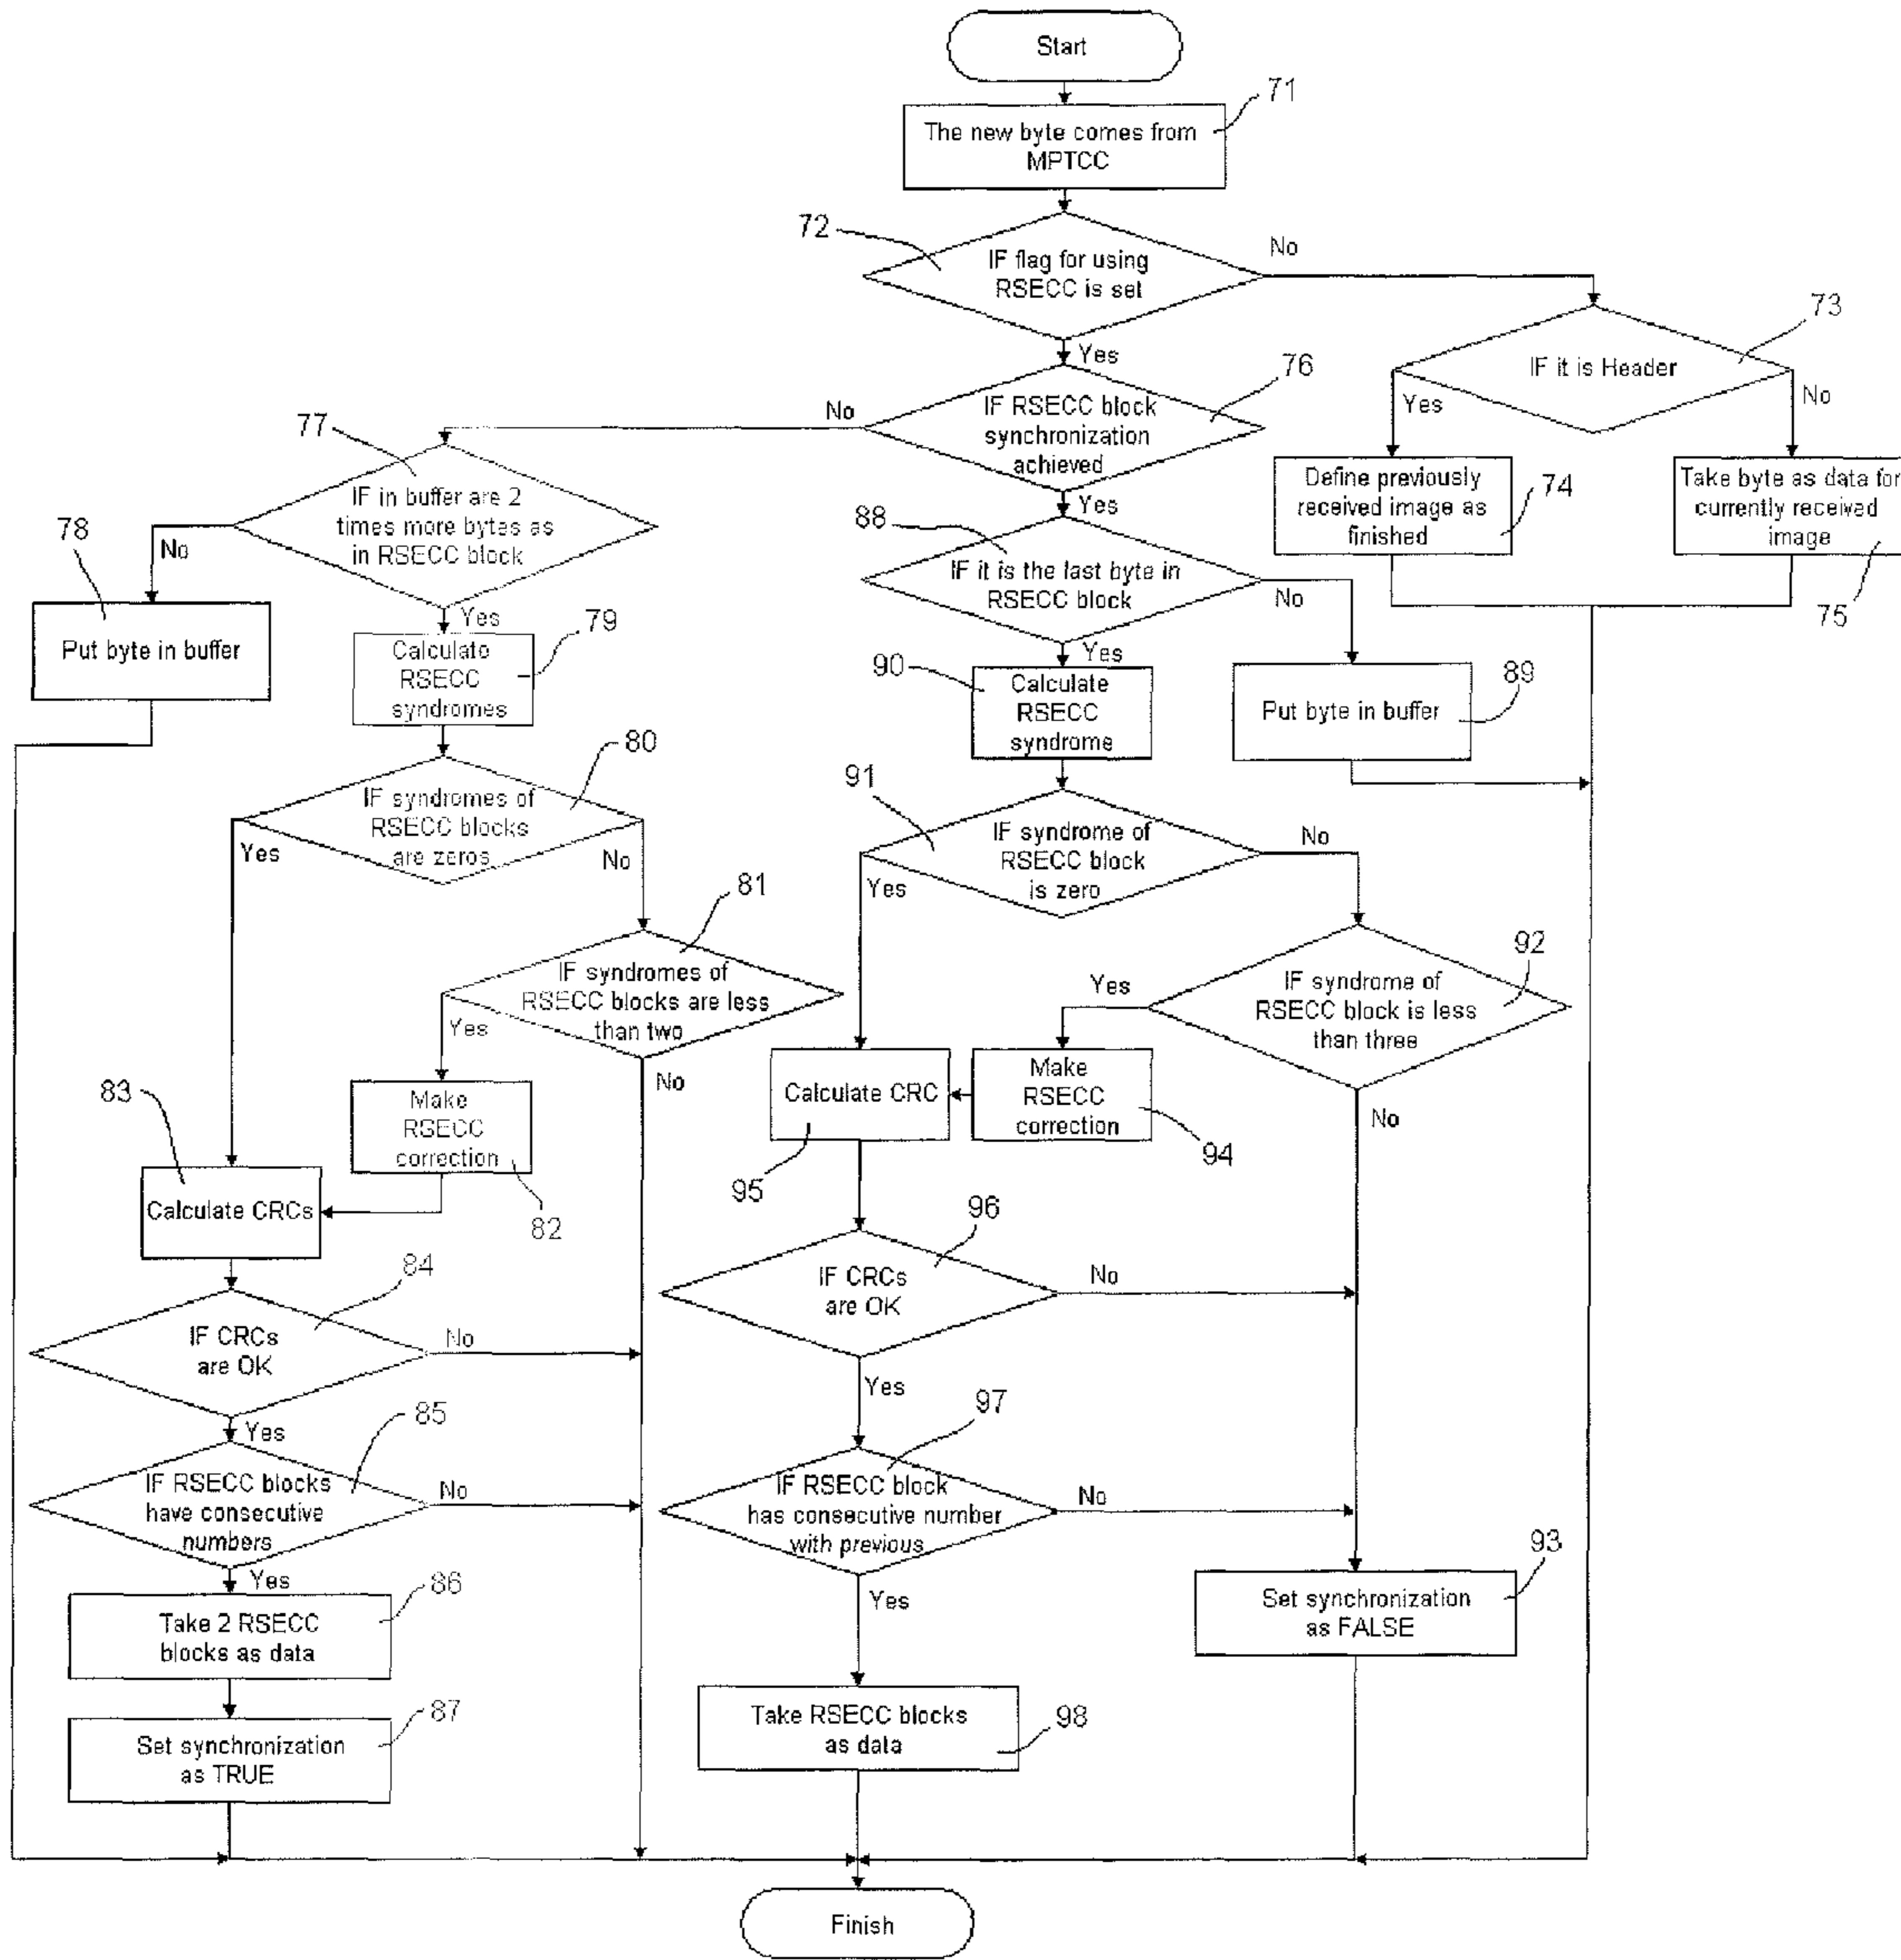 Start
71
The new byte comes from
MPTCC
72
IF flag for using
RSECC is set
No
Yes
73
IF it is Header
Yes
No
Define previously
received image as
finished
74
Take byte as data for
currently received
image
75
76
IF RSECC block
synchronization
achieved
No
Yes
77
IF in buffer are 2
times more bytes as
in RSECC block
No
Yes
78
Put byte in buffer
79
Calculate
RSECC
syndromes
88
IF it is the last byte in
RSECC block
No
Yes
89
Put byte in buffer
90
Calculate
RSECC
syndrome
80
IF syndromes of
RSECC blocks
are zeros
Yes
No
81
IF syndromes of
RSECC blocks are less
than two
Yes
No
Make
RSECC
correction
82
83
Calculate CRCs
84
IF CRCs
are OK
No
Yes
85
IF RSECC blocks
have consecutive
numbers
No
Yes
86
Take 2 RSECC
blocks as data
87
Set synchronization
as TRUE
91
IF syndrome of
RSECC block
is zero
No
Yes
92
IF syndrome of
RSECC block is less
than three
Yes
No
Make
RSECC
correction
94
Calculate CRC
95
96
IF CRCs
are OK
No
Yes
97
IF RSECC block
has consecutive number
with previous
No
Yes
93
Set synchronization
as FALSE
Take RSECC blocks
as data
98
Finish